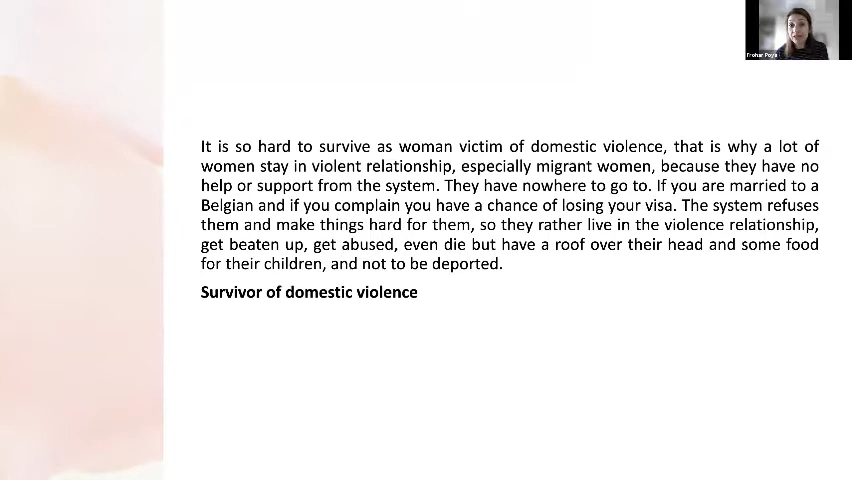 Frohar Poya
It is so hard to survive as woman victim of domestic violence, that is why a lot of
women stay in violent relationship, especially migrant women, because they have no
help or support from the system. They have nowhere to go to. If you are married to a
Belgian and if you complain you have a chance of losing your visa. The system refuses
them and make things hard for them, so they rather live in the violence relationship,
get beaten up, get abused, even die but have a roof over their head and some food
for their children, and not to be deported.
Survivor of domestic violence